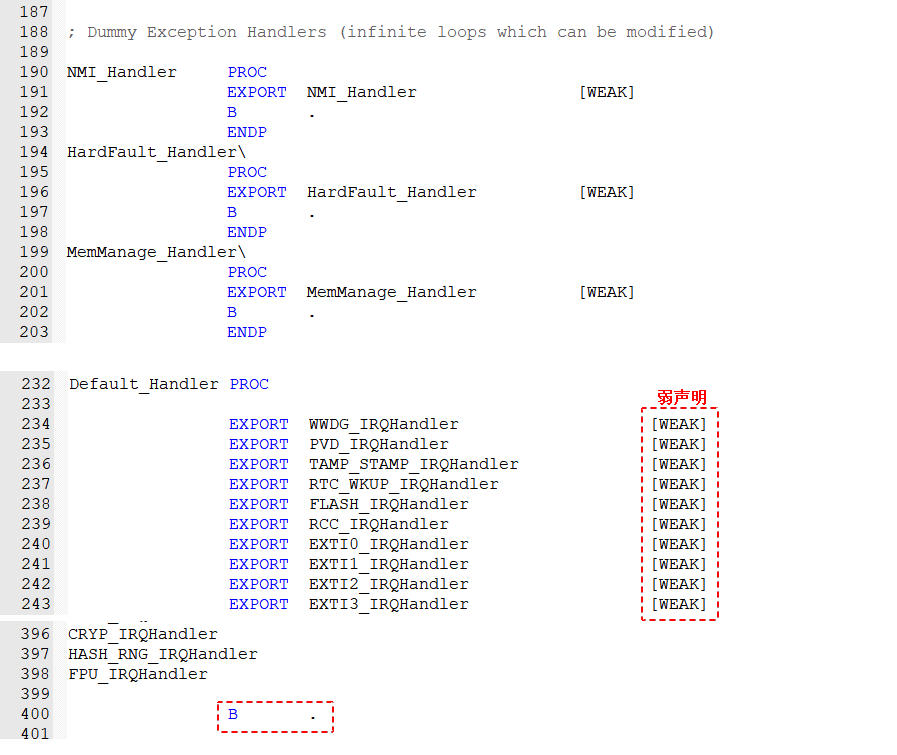 187
188 ; Dummy Exception Handlers (infinite loops which can be modified)
189
190 NMI_Handler     PROC
191                 EXPORT  NMI_Handler                [WEAK]
192                 B       .
193                 ENDP
194 HardFault_Handler\
195                 PROC
196                 EXPORT  HardFault_Handler          [WEAK]
197                 B       .
198                 ENDP
199 MemManage_Handler\
200                 PROC
201                 EXPORT  MemManage_Handler          [WEAK]
202                 B       .
203                 ENDP
232 Default_Handler PROC
弱声明
233
234                 EXPORT  WWDG_IRQHandler                   [WEAK]
235                 EXPORT  PVD_IRQHandler                    [WEAK]
236                 EXPORT  TAMP_STAMP_IRQHandler             [WEAK]
237                 EXPORT  RTC_WKUP_IRQHandler               [WEAK]
238                 EXPORT  FLASH_IRQHandler                  [WEAK]
239                 EXPORT  RCC_IRQHandler                    [WEAK]
240                 EXPORT  EXTI0_IRQHandler                  [WEAK]
241                 EXPORT  EXTI1_IRQHandler                  [WEAK]
242                 EXPORT  EXTI2_IRQHandler                  [WEAK]
243                 EXPORT  EXTI3_IRQHandler                  [WEAK]
396 CRYP_IRQHandler
397 HASH_RNG_IRQHandler
398 FPU_IRQHandler
399
400                 B       .
401